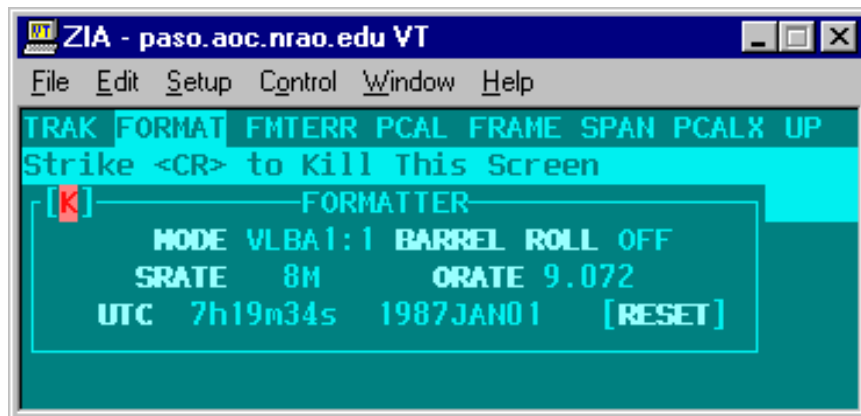 ZIA - paso.aoc.nrao.edu VT
File Edit Setup Control Window Help
TRAK FORMAT FMTERR PCAL FRAME SPAN PCALX UP
Strike <CR> to Kill This Screen
[K] FORMATTER
MODE VLBA1:1 BARREL ROLL OFF
SRATE 8M ORATE 9.072
UTC 7h19m34s 1987JAN01 [RESET]